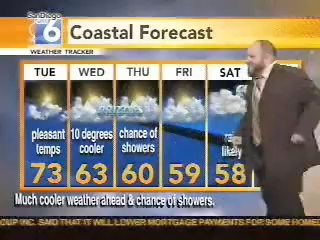 San Diego
6
Coastal Forecast
WEATHER TRACKER
TUE WED THU FRI SAT
pleasant temps
10 degrees cooler
chance of showers
likely
73 63 60 59 58
Much cooler weather ahead & chance of showers.
CUP INC. SAID THAT IT WILL LOWER MORTGAGE PAYMENTS FOR SOME HOME